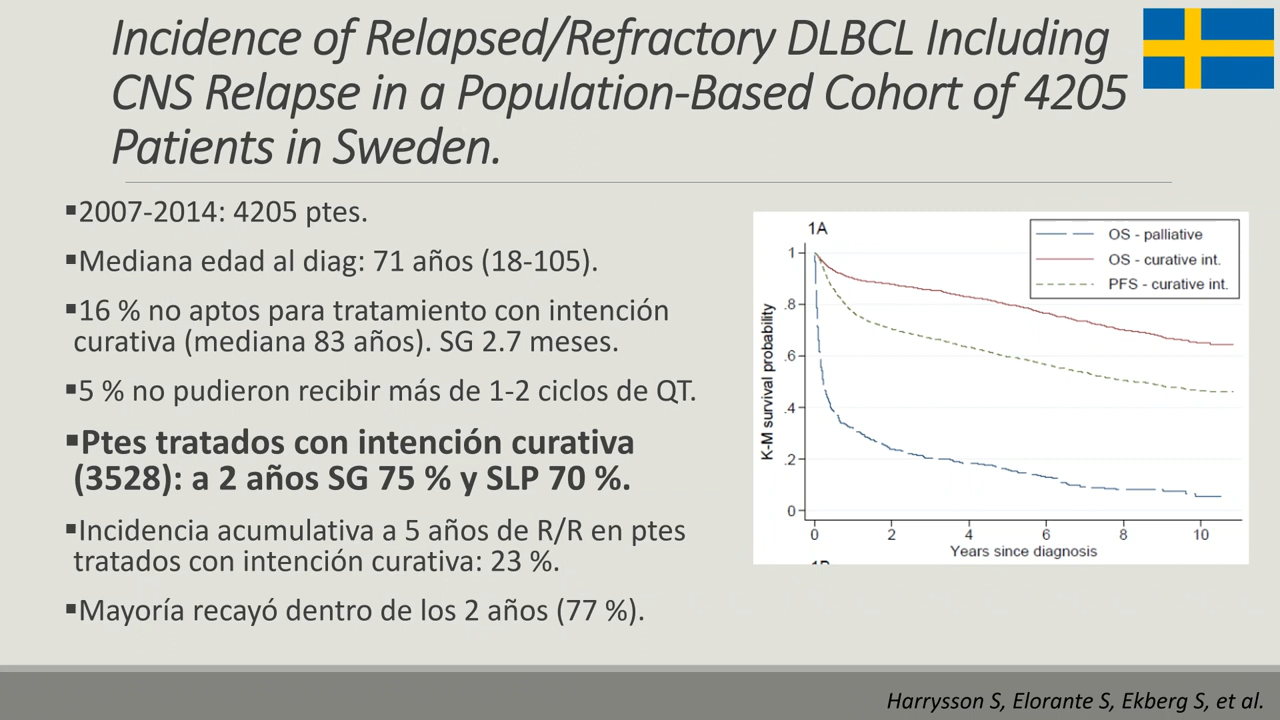 Incidence of Relapsed/Refractory DLBCL Including
CNS Relapse in a Population-Based Cohort of 4205
Patients in Sweden.
▪2007-2014: 4205 ptes.
▪Mediana edad al diag: 71 años (18-105).
▪16 % no aptos para tratamiento con intención
curativa (mediana 83 años). SG 2.7 meses.
▪5 % no pudieron recibir más de 1-2 ciclos de QT.
▪Ptes tratados con intención curativa
(3528): a 2 años SG 75 % y SLP 70 %.
▪Incidencia acumulativa a 5 años de R/R en ptes
tratados con intención curativa: 23 %.
▪Mayoría recayó dentro de los 2 años (77 %).
1A
OS - palliative
OS - curative int.
PFS - curative int.
K-M survival probability
1
.8
.6
.4
.2
0
0 2 4 6 8 10
Years since diagnosis
Harrysson S, Elorante S, Ekberg S, et al.